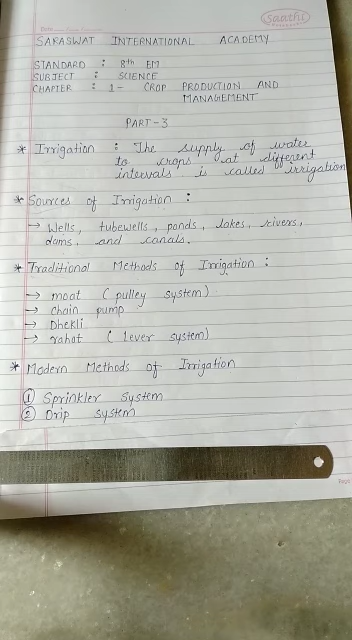 saathi
Date
SARASWAT INTERNATIONAL ACADEMY
STANDARD : 8th EM
SUBJECT : SCIENCE
CHAPTER : 1- CROP PRODUCTION AND
MANAGEMENT
PART-3
* Irrigation : The supply of water
to crops at different
intervals is called irrigation
* Sources of Irrigation :
→ Wells, tubewells, ponds, lakes, rivers,
dams, and canals.
* Traditional Methods of Irrigation :
→ moat (pulley system)
→ chain pump
→ Dhekli
→ rahat (lever system)
* Modern Methods of Irrigation
① Sprinkler System
② Drip system